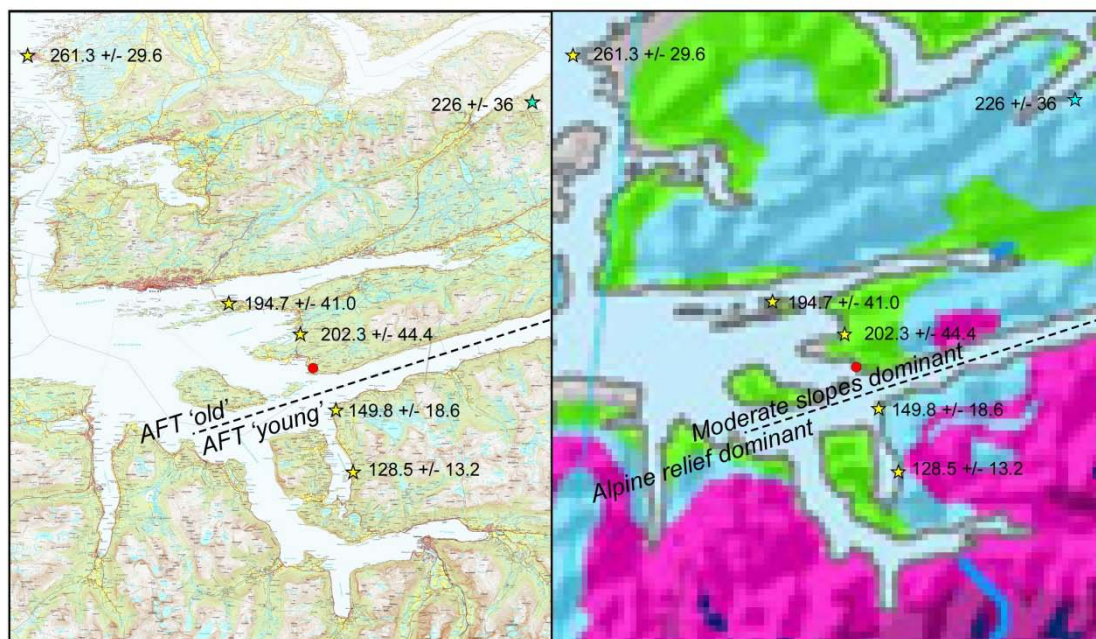 261.3 +/- 29.6
226 +/- 36
194.7 +/- 41.0
202.3 +/- 44.4
AFT 'old'
AFT 'young'
149.8 +/- 18.6
128.5 +/- 13.2
261.3 +/- 29.6
226 +/- 36
194.7 +/- 41.0
202.3 +/- 44.4
Moderate slopes dominant
Alpine relief dominant
149.8 +/- 18.6
128.5 +/- 13.2